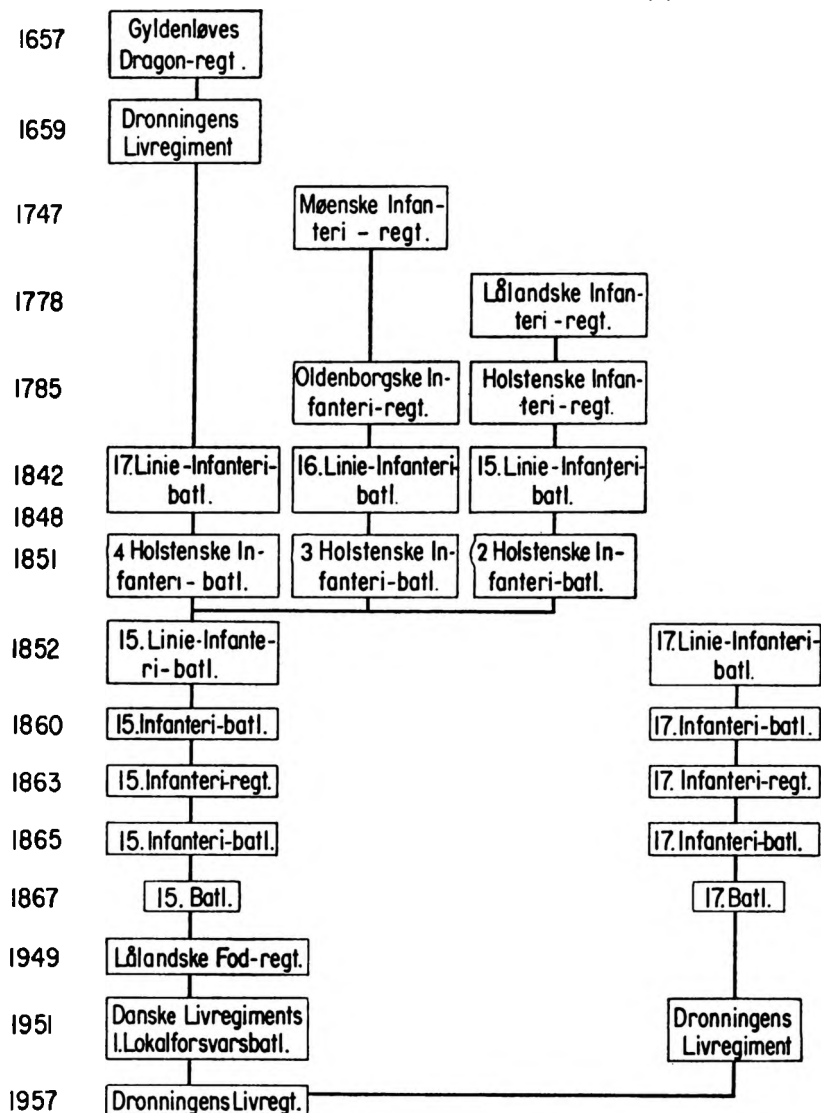 1657
Gyldenløves
Dragon-regt.
1659
Dronningens
Livregiment
1747
Møenske Infan-
teri - regt.
1778
Lålandske Infan-
teri - regt.
1785
Oldenborgske In-
fanteri-regt.
Holstenske Infan-
teri- regt.
1842
17.Linie-Infanteri-
batl.
16.Linie-Infanteri-
batl.
15.Linie-Infanteri-
batl.
1848
1851
4 Holstenske In-
fanteri - batl.
3 Holstenske In-
fanteri-batl.
2 Holstenske In-
fanteri-batl.
1852
15.Linie-Infante-
ri-batl.
17.Linie-Infanteri-
batl.
1860
15.Infanteri-batl.
17.Infanteri-batl.
1863
15.Infanteri-regt.
17. Infanteri-regt.
1865
15.Infanteri-batl.
17.Infanteri-batl.
1867
15. Batl.
17.Batl.
1949
Lålandske Fod-regt.
1951
Danske Livregiments
1.Lokalforsvarsbatl.
Dronningens
Livregiment
1957
Dronningens Livregt.